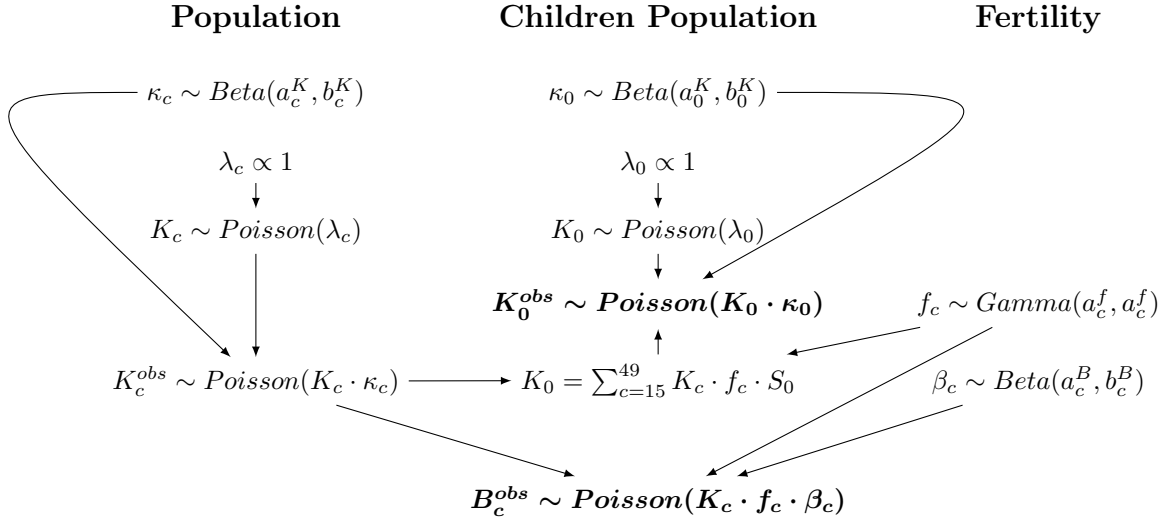 Population Children Population Fertility
κ_c ∼ Beta(a_c^K, b_c^K) κ_0 ∼ Beta(a_0^K, b_0^K)
λ_c ∝ 1 λ_0 ∝ 1
K_c ∼ Poisson(λ_c) K_0 ∼ Poisson(λ_0)
K_0^{obs} ∼ Poisson(K_0 · κ_0) f_c ∼ Gamma(a_c^f, a_c^f)
K_c^{obs} ∼ Poisson(K_c · κ_c) K_0 = ∑_{c=15}^{49} K_c · f_c · S_0 β_c ∼ Beta(a_c^B, b_c^B)
B_c^{obs} ∼ Poisson(K_c · f_c · β_c)